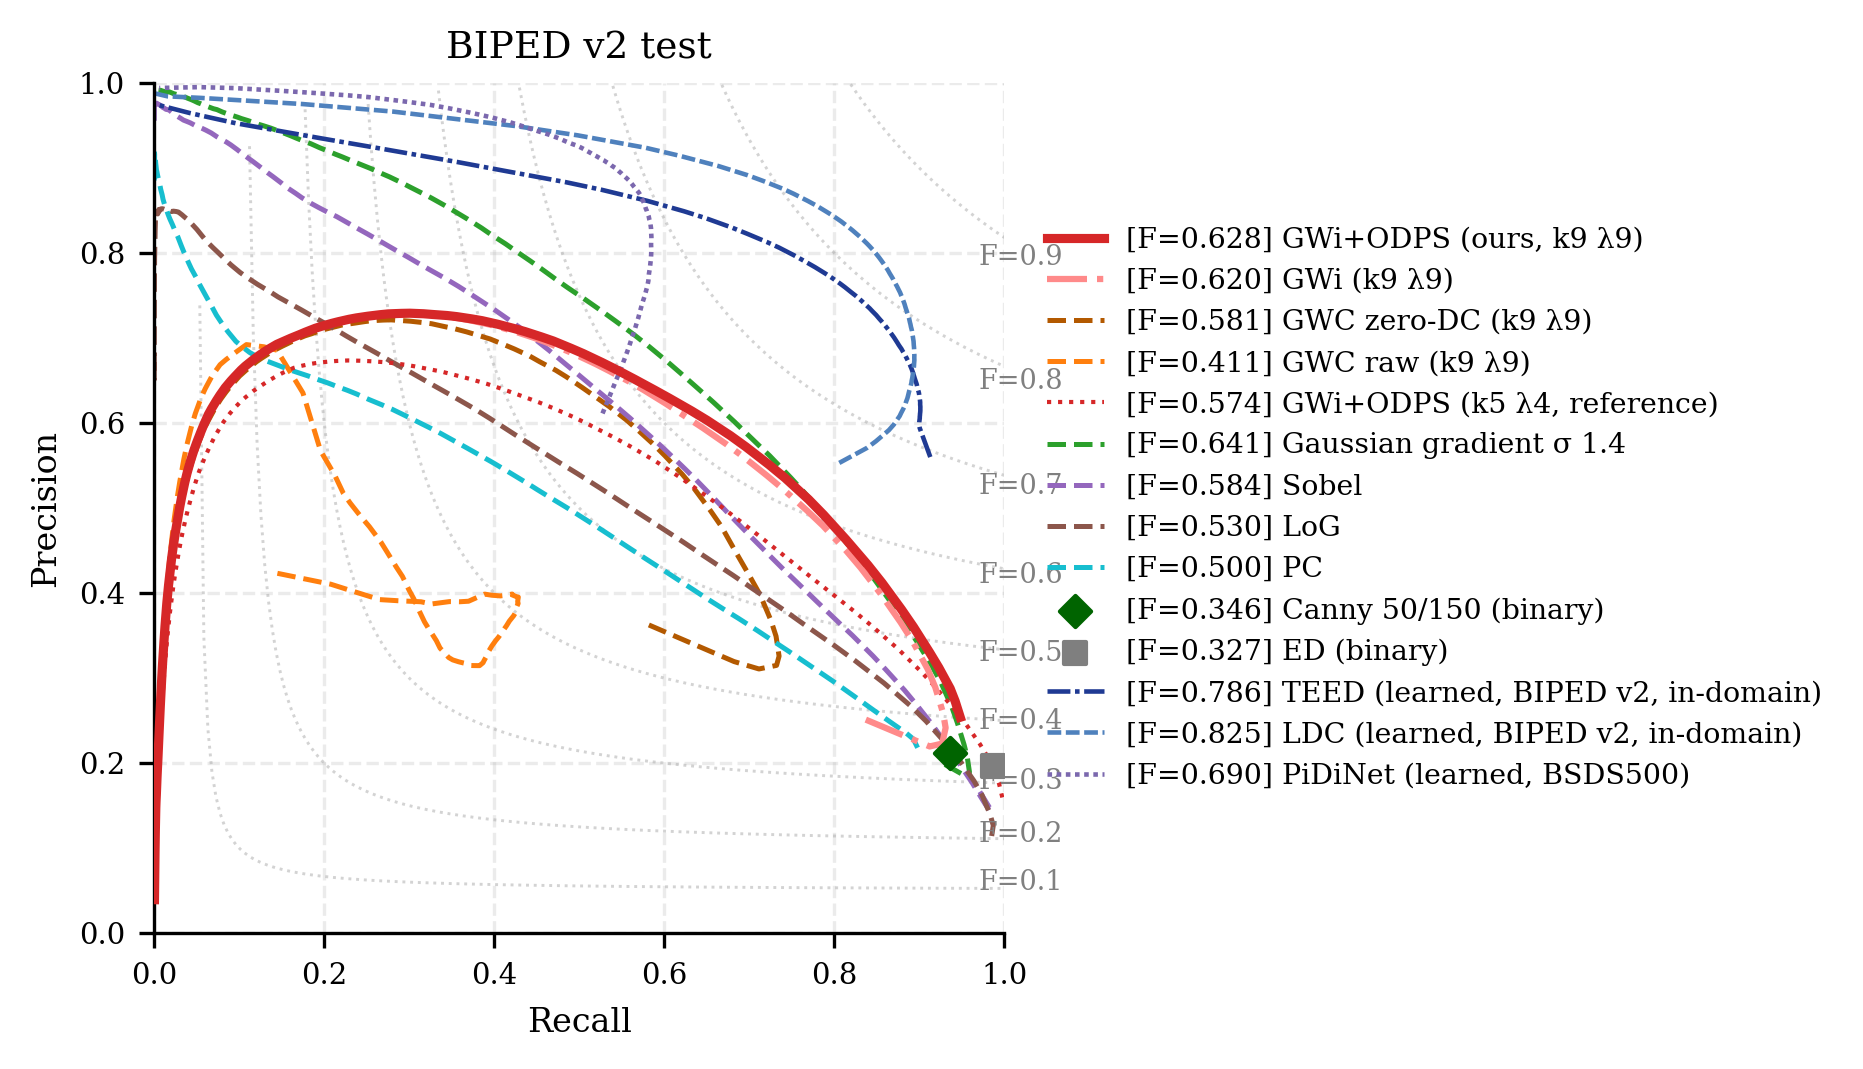 BIPED v2 test
1.0
0.8
0.6
0.4
0.2
0.0
Precision
0.0 0.2 0.4 0.6 0.8 1.0
Recall
F=0.9
F=0.8
F=0.7
F=0.6
F=0.5
F=0.4
F=0.3
F=0.2
F=0.1
[F=0.628] GWi+ODPS (ours, k9 λ9)
[F=0.620] GWi (k9 λ9)
[F=0.581] GWC zero-DC (k9 λ9)
[F=0.411] GWC raw (k9 λ9)
[F=0.574] GWi+ODPS (k5 λ4, reference)
[F=0.641] Gaussian gradient σ 1.4
[F=0.584] Sobel
[F=0.530] LoG
[F=0.500] PC
[F=0.346] Canny 50/150 (binary)
[F=0.327] ED (binary)
[F=0.786] TEED (learned, BIPED v2, in-domain)
[F=0.825] LDC (learned, BIPED v2, in-domain)
[F=0.690] PiDiNet (learned, BSDS500)